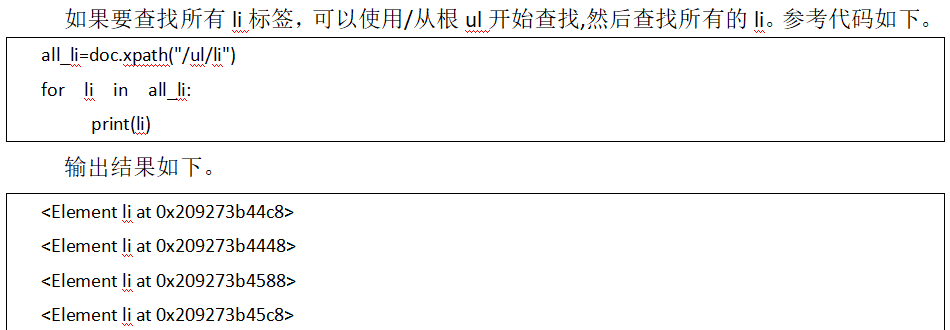 如果要查找所有 li 标签，可以使用/从根 ul 开始查找,然后查找所有的 li。参考代码如下。
all_li=doc.xpath("/ul/li")
for li in all_li:
print(li)
输出结果如下。
<Element li at 0x209273b44c8>
<Element li at 0x209273b4448>
<Element li at 0x209273b4588>
<Element li at 0x209273b45c8>